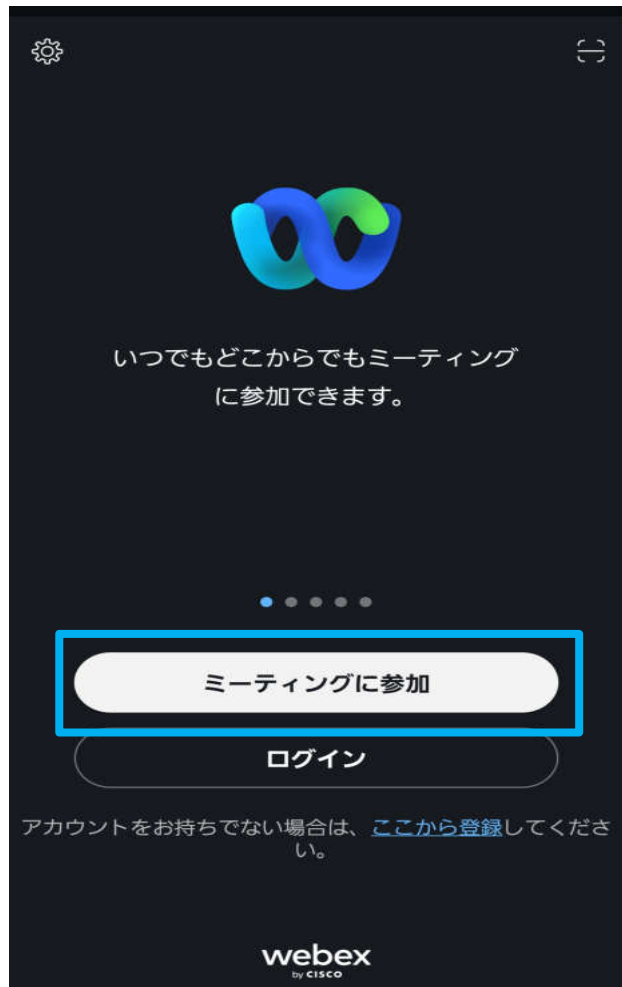 いつでもどこからでもミーティング
に参加できます。
ミーティングに参加
ログイン
アカウントをお持ちでない場合は、ここから登録してくださ
い。
webex
by CISCO